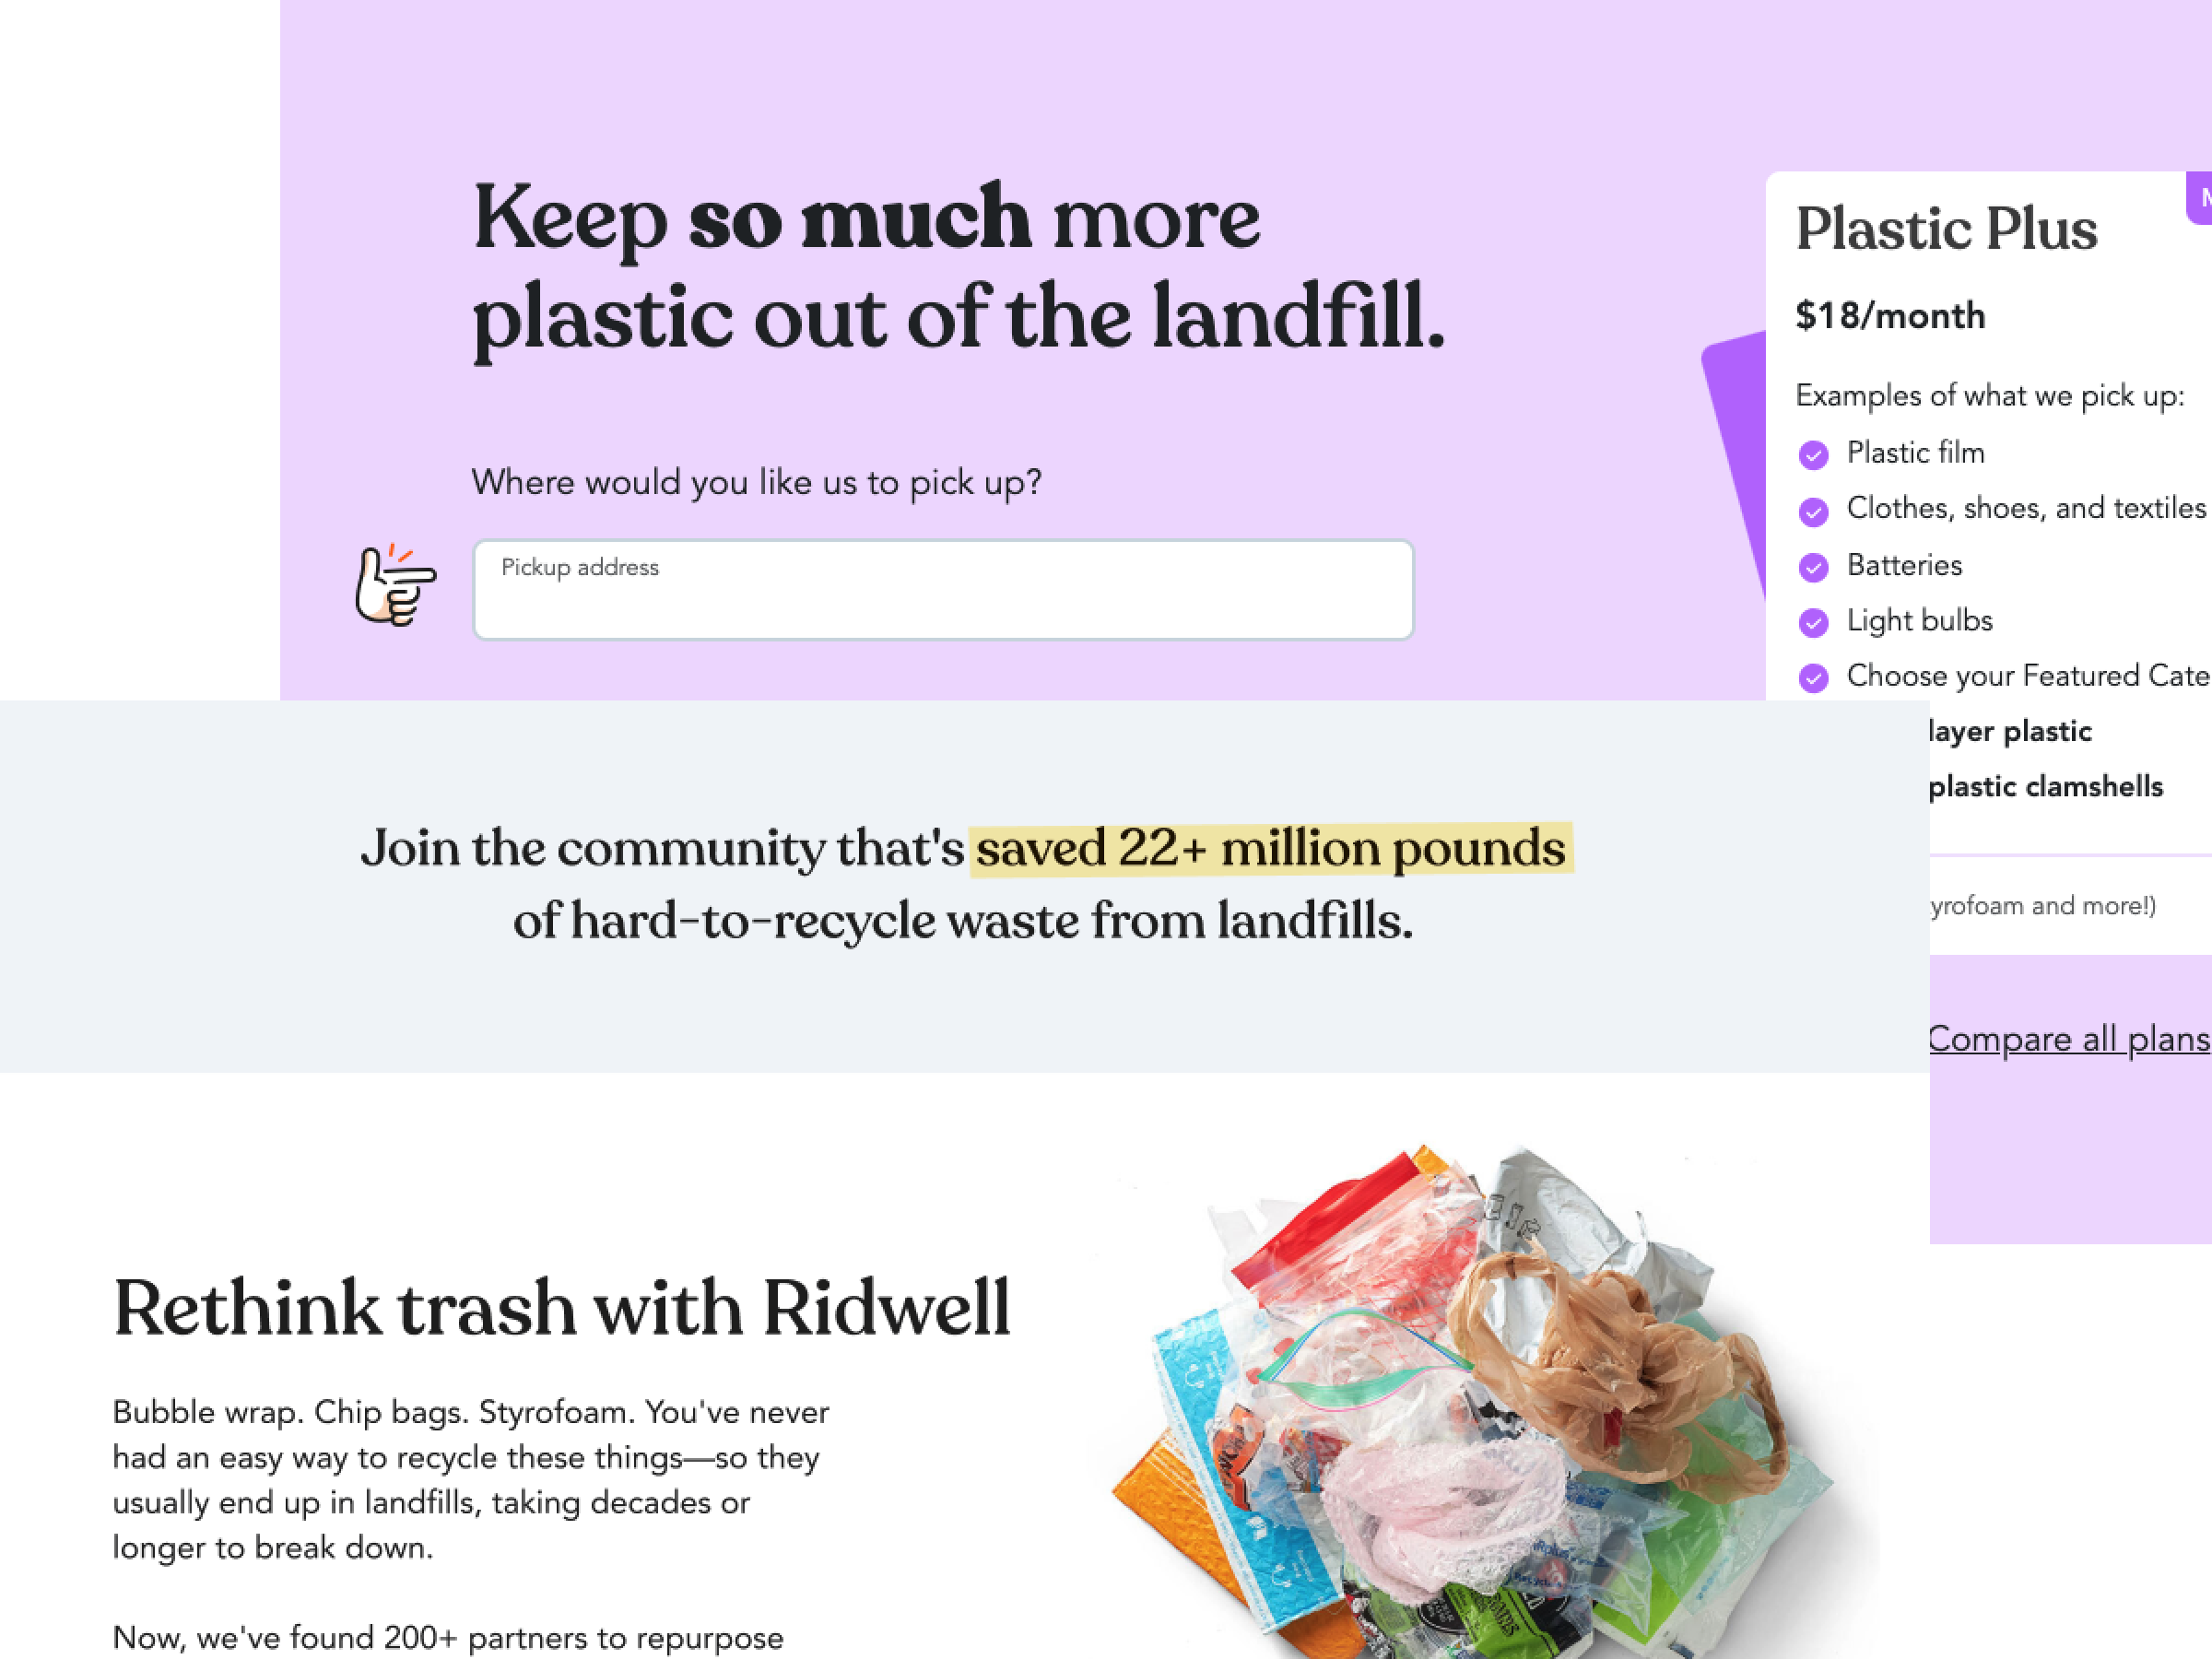 Keep so much more
plastic out of the landfill.
Where would you like us to pick up?
Pickup address
Plastic Plus
$18/month
Examples of what we pick up:
Plastic film
Clothes, shoes, and textiles
Batteries
Light bulbs
Choose your Featured Cate
layer plastic
plastic clamshells
yrofoam and more!)
Compare all plans
Join the community that's saved 22+ million pounds
of hard-to-recycle waste from landfills.
Rethink trash with Ridwell
Bubble wrap. Chip bags. Styrofoam. You've never
had an easy way to recycle these things—so they
usually end up in landfills, taking decades or
longer to break down.
Now, we've found 200+ partners to repurpose